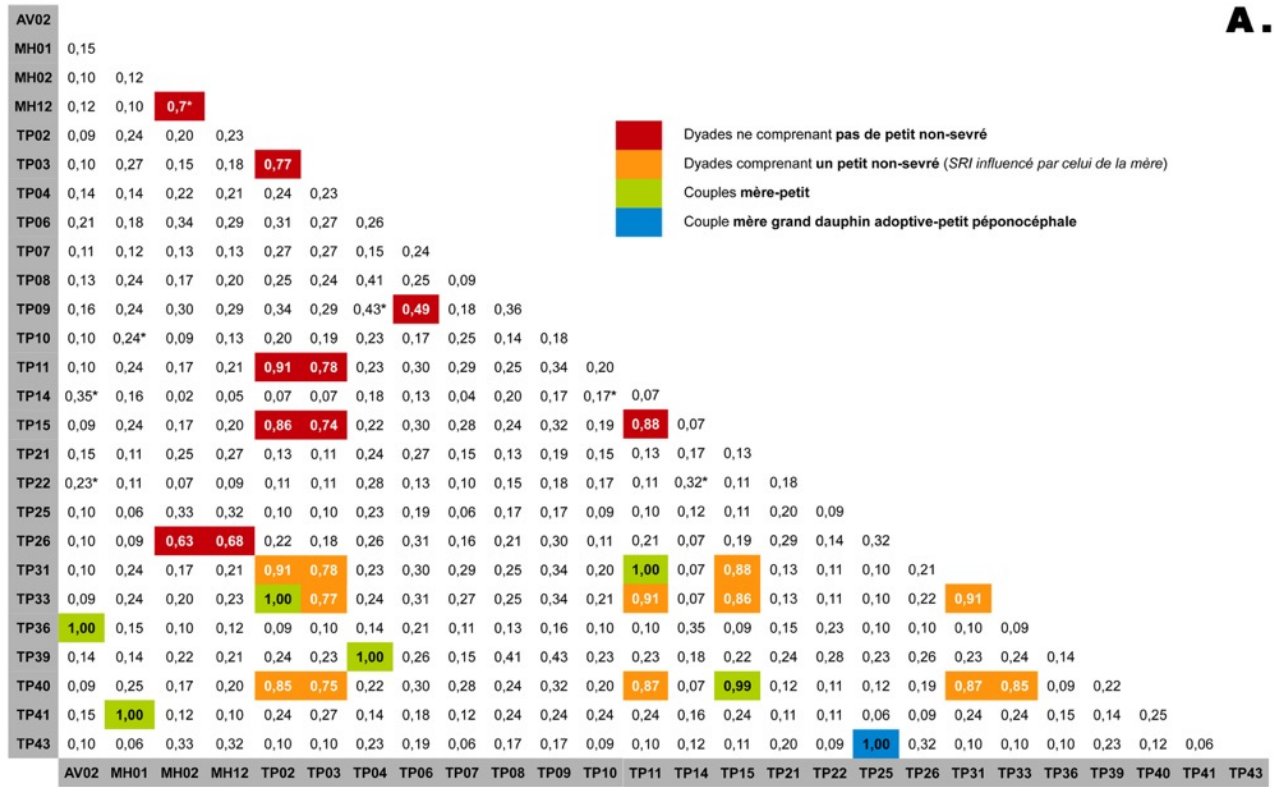 A.
AV02
MH01 0,15
MH02 0,10 0,12
MH12 0,12 0,10 0,7*
TP02 0,09 0,24 0,20 0,23
TP03 0,10 0,27 0,15 0,18 0,77
TP04 0,14 0,14 0,22 0,21 0,24 0,23
TP06 0,21 0,18 0,34 0,29 0,31 0,27 0,26
TP07 0,11 0,12 0,13 0,13 0,27 0,27 0,15 0,24
TP08 0,13 0,24 0,17 0,20 0,25 0,24 0,41 0,25 0,09
TP09 0,16 0,24 0,30 0,29 0,34 0,29 0,43* 0,49 0,18 0,36
TP10 0,10 0,24* 0,09 0,13 0,20 0,19 0,23 0,17 0,25 0,14 0,18
TP11 0,10 0,24 0,17 0,21 0,91 0,78 0,23 0,30 0,29 0,25 0,34 0,20
TP14 0,35* 0,16 0,02 0,05 0,07 0,07 0,18 0,13 0,04 0,20 0,17 0,17* 0,07
TP15 0,09 0,24 0,17 0,20 0,86 0,74 0,22 0,30 0,28 0,24 0,32 0,19 0,88 0,07
TP21 0,15 0,11 0,25 0,27 0,13 0,11 0,24 0,27 0,15 0,13 0,19 0,15 0,13 0,17 0,13
TP22 0,23* 0,11 0,07 0,09 0,11 0,11 0,28 0,13 0,10 0,15 0,18 0,17 0,11 0,32* 0,11 0,18
TP25 0,10 0,06 0,33 0,32 0,10 0,10 0,23 0,19 0,06 0,17 0,17 0,09 0,10 0,12 0,11 0,20 0,09
TP26 0,10 0,09 0,63 0,68 0,22 0,18 0,26 0,31 0,16 0,21 0,30 0,11 0,21 0,07 0,19 0,29 0,14 0,32
TP31 0,10 0,24 0,17 0,21 0,91 0,78 0,23 0,30 0,29 0,25 0,34 0,20 1,00 0,07 0,88 0,13 0,11 0,10 0,21
TP33 0,09 0,24 0,20 0,23 1,00 0,77 0,24 0,31 0,27 0,25 0,34 0,21 0,91 0,07 0,86 0,13 0,11 0,10 0,22 0,91
TP36 1,00 0,15 0,10 0,12 0,09 0,10 0,14 0,21 0,11 0,13 0,16 0,10 0,10 0,35 0,09 0,15 0,23 0,10 0,10 0,10 0,09
TP39 0,14 0,14 0,22 0,21 0,24 0,23 1,00 0,26 0,15 0,41 0,43 0,23 0,23 0,18 0,22 0,24 0,28 0,23 0,26 0,23 0,24 0,14
TP40 0,09 0,25 0,17 0,20 0,85 0,75 0,22 0,30 0,28 0,24 0,32 0,20 0,87 0,07 0,99 0,12 0,11 0,12 0,19 0,87 0,85 0,09 0,22
TP41 0,15 1,00 0,12 0,10 0,24 0,27 0,14 0,18 0,12 0,24 0,24 0,24 0,24 0,16 0,24 0,11 0,11 0,06 0,09 0,24 0,24 0,15 0,14 0,25
TP43 0,10 0,06 0,33 0,32 0,10 0,10 0,23 0,19 0,06 0,17 0,17 0,09 0,10 0,12 0,11 0,20 0,09 1,00 0,32 0,10 0,10 0,10 0,23 0,12 0,06
AV02 MH01 MH02 MH12 TP02 TP03 TP04 TP06 TP07 TP08 TP09 TP10 TP11 TP14 TP15 TP21 TP22 TP25 TP26 TP31 TP33 TP36 TP39 TP40 TP41 TP43
Dyades ne comprenant pas de petit non-sevré
Dyades comprenant un petit non-sevré (SRI influencé par celui de la mère)
Couples mère-petit
Couple mère grand dauphin adoptive-petit péponocéphale